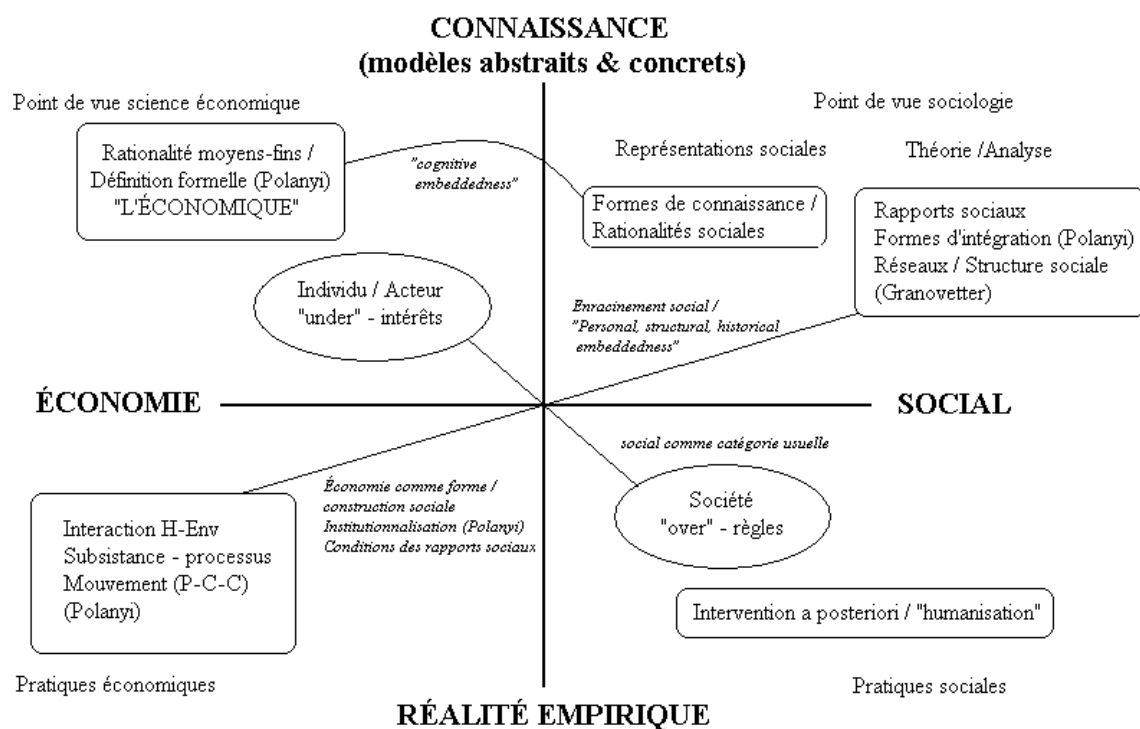 CONNAISSANCE
(modèles abstraits & concrets)
Point de vue science économique
Point de vue sociologie
Rationalité moyens-fins /
Définition formelle (Polanyi)
"L'ÉCONOMIQUE"
"cognitive
embeddedness"
Représentations sociales
Théorie /Analyse
Formes de connaissance /
Rationalités sociales
Rapports sociaux
Formes d'intégration (Polanyi)
Réseaux / Structure sociale
(Granovetter)
Individu / Acteur
"under" - intérêts
Enracinement social /
"Personal, structural, historical
embeddedness"
ÉCONOMIE
SOCIAL
social comme catégorie usuelle
Économie comme forme /
construction sociale
Institutionnalisation (Polanyi)
Conditions des rapports sociaux
Société
"over" - règles
Interaction H-Env
Subsistance - processus
Mouvement (P-C-C)
(Polanyi)
Intervention a posteriori / "humanisation"
Pratiques économiques
Pratiques sociales
RÉALITÉ EMPIRIQUE